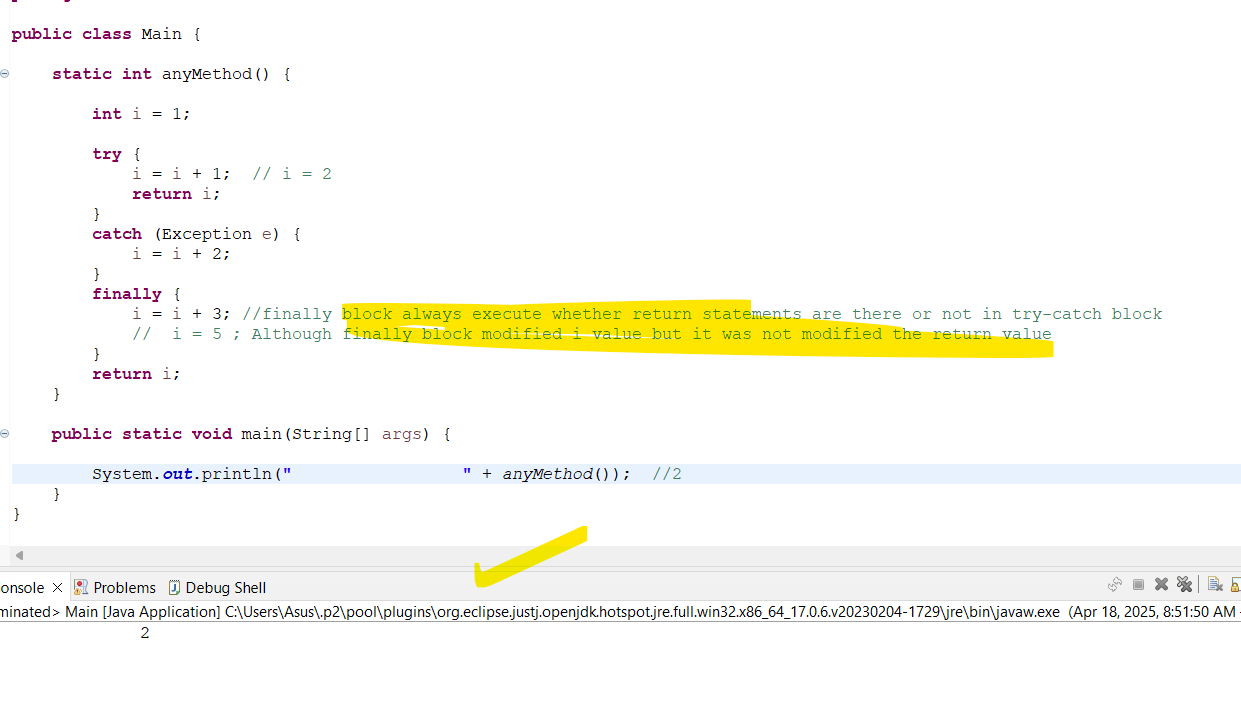 public class Main {
static int anyMethod() {
int i = 1;
try {
i = i + 1;  // i = 2
return i;
}
catch (Exception e) {
i = i + 2;
}
finally {
i = i + 3; //finally block always execute whether return statements are there or not in try-catch block
//  i = 5 ; Although finally block modified i value but it was not modified the return value
}
return i;
}
public static void main(String[] args) {
System.out.println("                 " + anyMethod());  //2
}
}
onsole Problems Debug Shell
minated> Main [Java Application] C:\Users\Asus\.p2\pool\plugins\org.eclipse.justj.openjdk.hotspot.jre.full.win32.x86_64_17.0.6.v20230204-1729\jre\bin\javaw.exe  (Apr 18, 2025, 8:51:50 AM
2